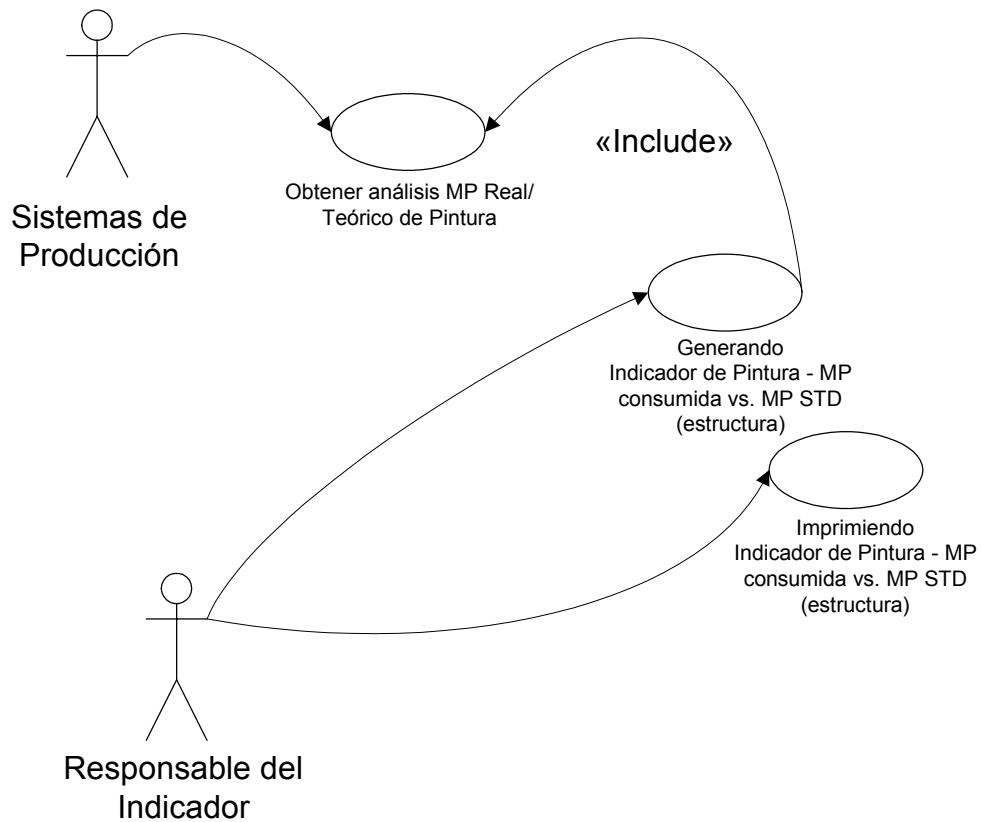 «Include»
Obtener análisis MP Real/
Teórico de Pintura
Sistemas de
Producción
Generando
Indicador de Pintura - MP
consumida vs. MP STD
(estructura)
Imprimiendo
Indicador de Pintura - MP
consumida vs. MP STD
(estructura)
Responsable del
Indicador